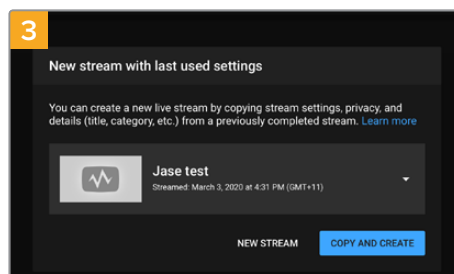 3
New stream with last used settings
You can create a new live stream by copying stream settings, privacy, and
details (title, category, etc.) from a previously completed stream. Learn more
Jase test
Streamed: March 3, 2020 at 4:31 PM (GMT+11)
NEW STREAM COPY AND CREATE